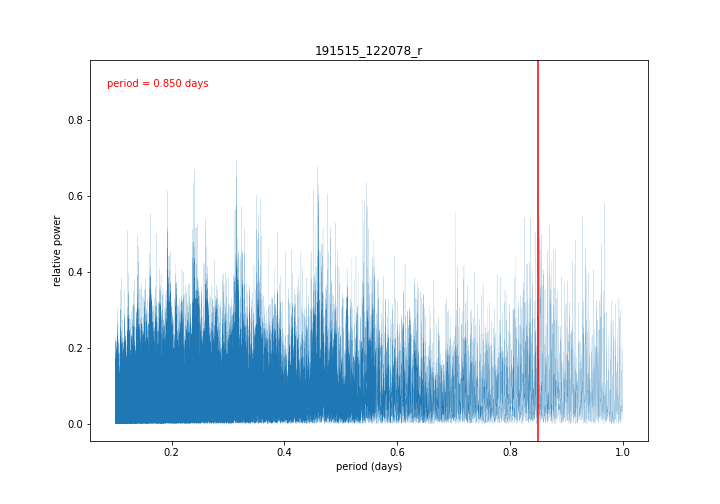 191515_122078_r
period = 0.850 days
relative power
0.8
0.6
0.4
0.2
0.0
0.2 0.4 0.6 0.8 1.0
period (days)